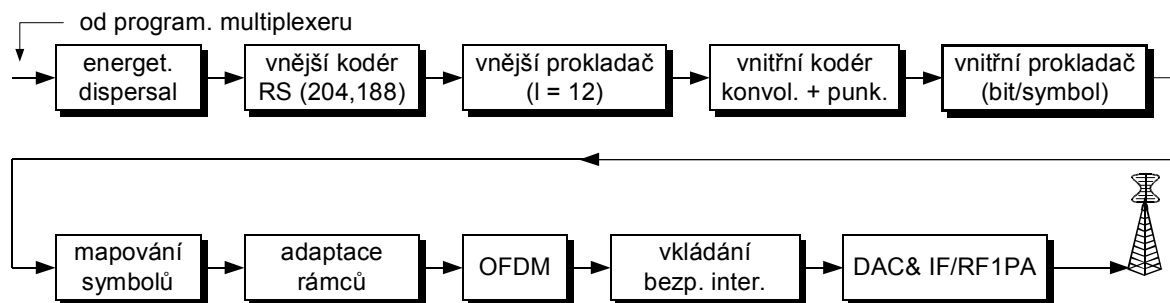 od program. multiplexeru
energet.
dispersal
vnější kodér
RS (204,188)
vnější prokladač
(I = 12)
vnitřní kodér
konvol. + punk.
vnitřní prokladač
(bit/symbol)
mapování
symbolů
adaptace
rámců
OFDM
vkládání
bezp. inter.
DAC& IF/RF1PA